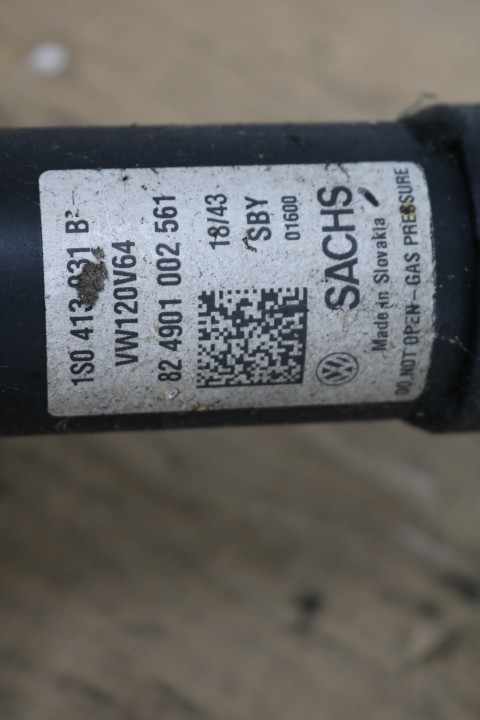 1S0 413 031 B
VW120V64
82 4901 002 561
18/43
SBY
01600
SACHS
Made in Slovakia
DO NOT OPEN - GAS PRESSURE